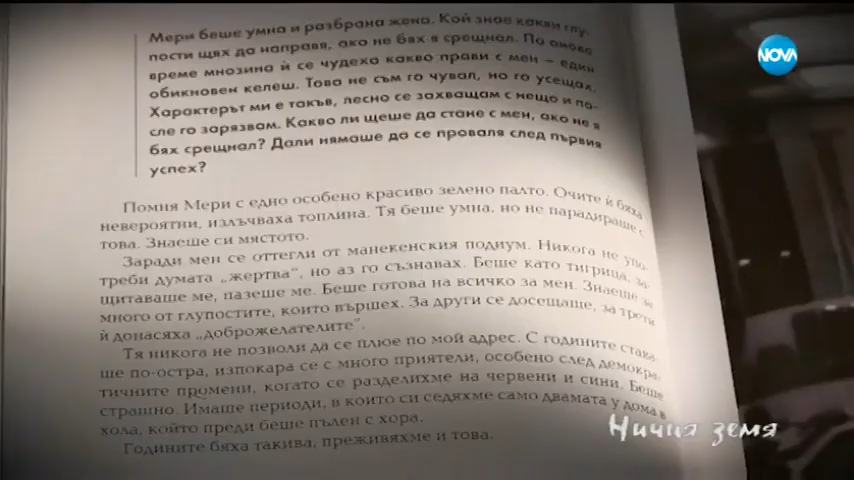 Мери беше умна и разбрана жена. Кой знае какви глу-
пости щях да направя, ако не бях я срещнал. По онова
време мнозина ѝ се чудеха какво прави с мен – един
обикновен келеш. Това не съм го чувал, но го усещах.
Характерът ми е такъв, лесно се захващам с нещо и по-
сле го зарязвам. Какво ли щеше да стане с мен, ако не я
бях срещнал? Дали нямаше да се проваля след първия
успех?
Помня Мери с едно особено красиво зелено палто. Очите ѝ бяха
невероятни, излъчваха топлина. Тя беше умна, но не парадираше с
това. Знаеше си мястото.
Заради мен се оттегли от манекенския подиум. Никога не упо-
треби думата „жертва“, но аз го съзнавах. Беше като тигрица, за-
щитаваше ме, пазеше ме. Беше готова на всичко за мен. Знаеше за
много от глупостите, които вършех. За други се досещаше, за трети
ѝ донасяха „доброжелателите“.
Тя никога не позволи да се плюе по мой адрес. С годините става-
ше по-остра, изпокара се с много приятели, особено след демокра-
тичните промени, когато се разделихме на червени и сини. Беше
страшно. Имаше периоди, в които си седяхме само двамата у дома в
хола, който преди беше пълен с хора.
Годините бяха такива, преживяхме и това.
NOVA
Ничия земя